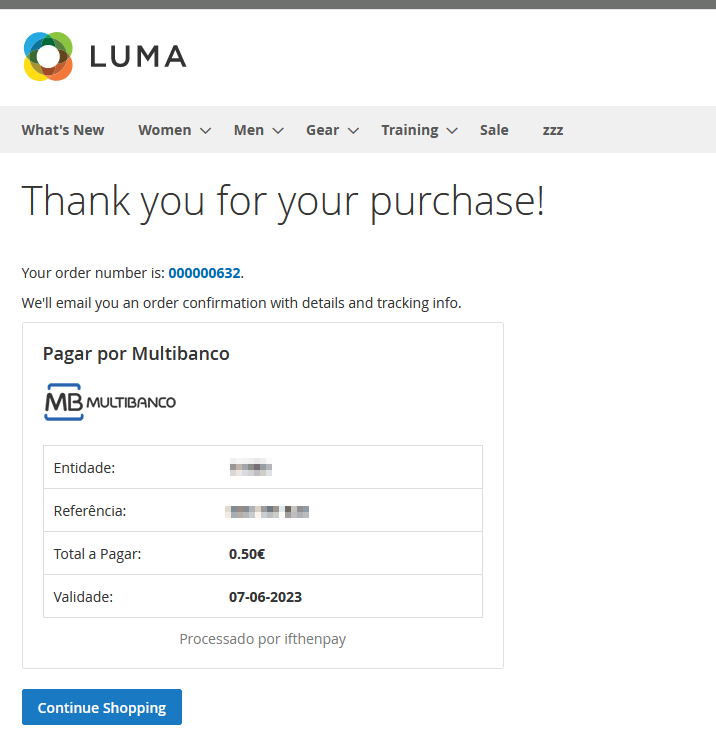 LUMA
What's New Women Men Gear Training Sale zzz
Thank you for your purchase!
Your order number is: 000000632.
We'll email you an order confirmation with details and tracking info.
Pagar por Multibanco
MB MULTIBANCO
Entidade:
Referência:
Total a Pagar: 0.50€
Validade: 07-06-2023
Processado por ifthenpay
Continue Shopping